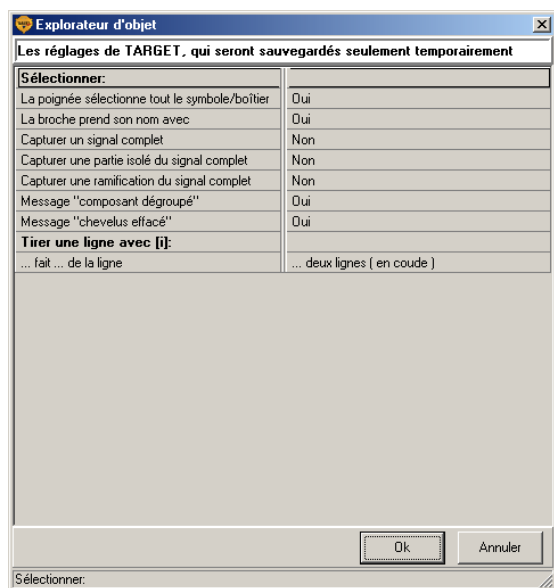 Explorateur d'objet
Les réglages de TARGET, qui seront sauvegardés seulement temporairement
Sélectionner:
La poignée sélectionne tout le symbole/boîtier Oui
La broche prend son nom avec Oui
Capturer un signal complet Non
Capturer une partie isolé du signal complet Non
Capturer une ramification du signal complet Non
Message "composant dégroupé" Oui
Message "chevelus effacé" Oui
Tirer une ligne avec [i]:
... fait ... de la ligne ... deux lignes ( en coude )
Ok Annuler
Sélectionner: